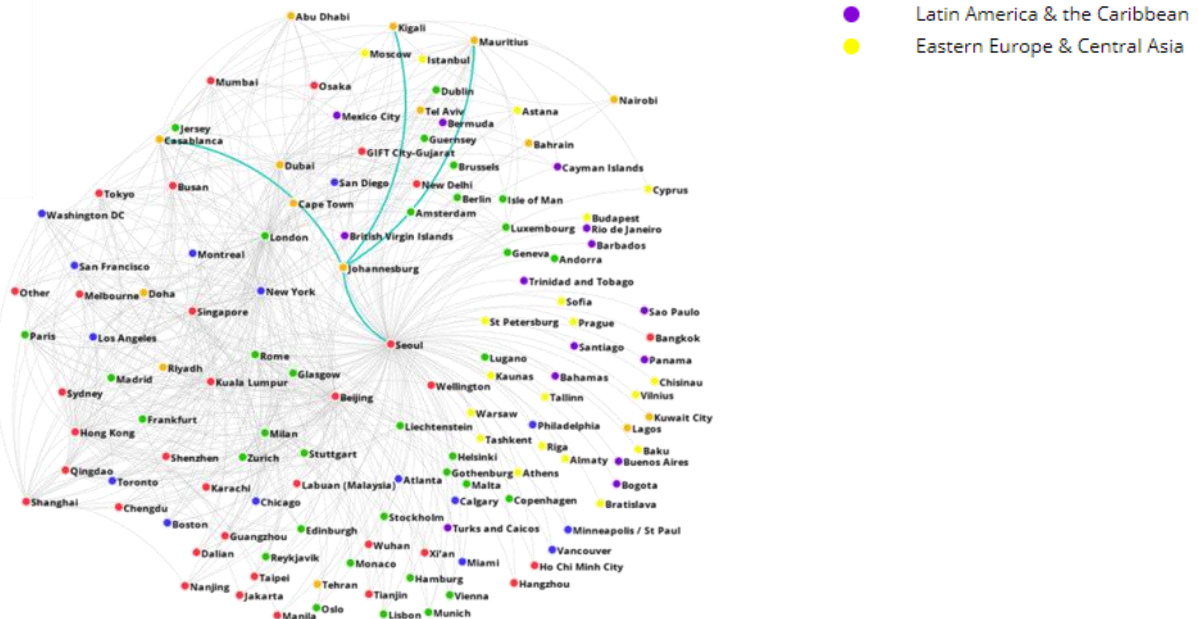 Latin America & the Caribbean
Eastern Europe & Central Asia
Abu Dhabi
Kigali
Mauritius
Moscow
Istanbul
Mumbai
Osaka
Dublin
Nairobi
Mexico City
Tel Aviv
Astana
Bermuda
Jersey
Casablanca
Guernsey
Bahrain
GIFT City-Gujarat
Dubai
Brussels
Cayman Islands
Busan
San Diego
New Delhi
Tokyo
Cyprus
Berlin
Isle of Man
Cape Town
Washington DC
Amsterdam
Budapest
Luxembourg
Rio de Janeiro
London
British Virgin Islands
Barbados
Montreal
Geneva
Andorra
San Francisco
Johannesburg
Trinidad and Tobago
Other
Melbourne
Doha
New York
Sofia
Singapore
Sao Paulo
St Petersburg
Prague
Paris
Los Angeles
Seoul
Santiago
Bangkok
Rome
Lugano
Panama
Riyadh
Glasgow
Madrid
Kuala Lumpur
Kaunas
Bahamas
Chisinau
Wellington
Sydney
Beijing
Tallinn
Vilnius
Frankfurt
Warsaw
Kuwait City
Hong Kong
Milan
Liechtenstein
Philadelphia
Lagos
Tashkent
Riga
Shenzhen
Zurich
Stuttgart
Helsinki
Almaty
Baku
Buenos Aires
Qingdao
Toronto
Gothenburg
Athens
Karachi
Labuan (Malaysia)
Atlanta
Malta
Bogota
Shanghai
Chengdu
Chicago
Calgary
Copenhagen
Bratislava
Boston
Stockholm
Edinburgh
Turks and Caicos
Minneapolis / St Paul
Guangzhou
Wuhan
Dalian
Reykjavik
Xi'an
Vancouver
Monaco
Miami
Ho Chi Minh City
Nanjing
Taipei
Tehran
Hamburg
Hangzhou
Jakarta
Tianjin
Vienna
Manila
Oslo
Lisbon
Munich